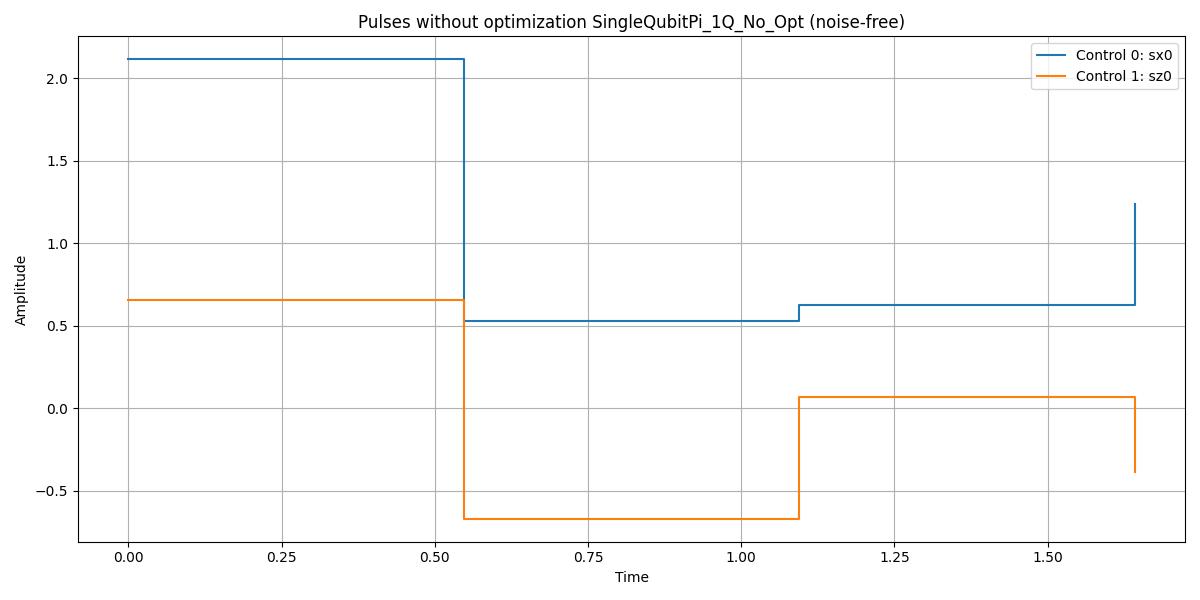 Pulses without optimization SingleQubitPi_1Q_No_Opt (noise-free)
Control 0: sx0
Control 1: sz0
Amplitude
2.0
1.5
1.0
0.5
0.0
−0.5
0.00 0.25 0.50 0.75 1.00 1.25 1.50
Time